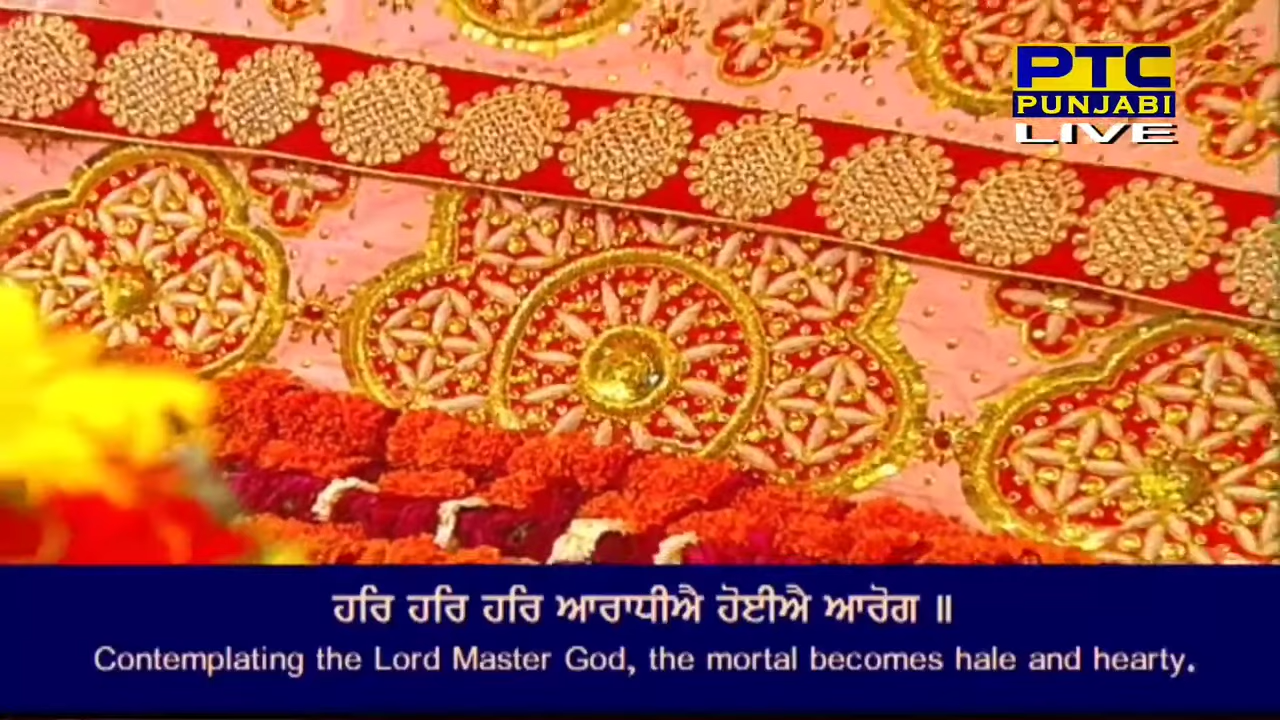 PTC
PUNJABI
LIVE
ਹਰਿ ਹਰਿ ਹਰਿ ਆਰਾਧੀਐ ਹੋਈਐ ਆਰੋਗ ॥
Contemplating the Lord Master God, the mortal becomes hale and hearty.